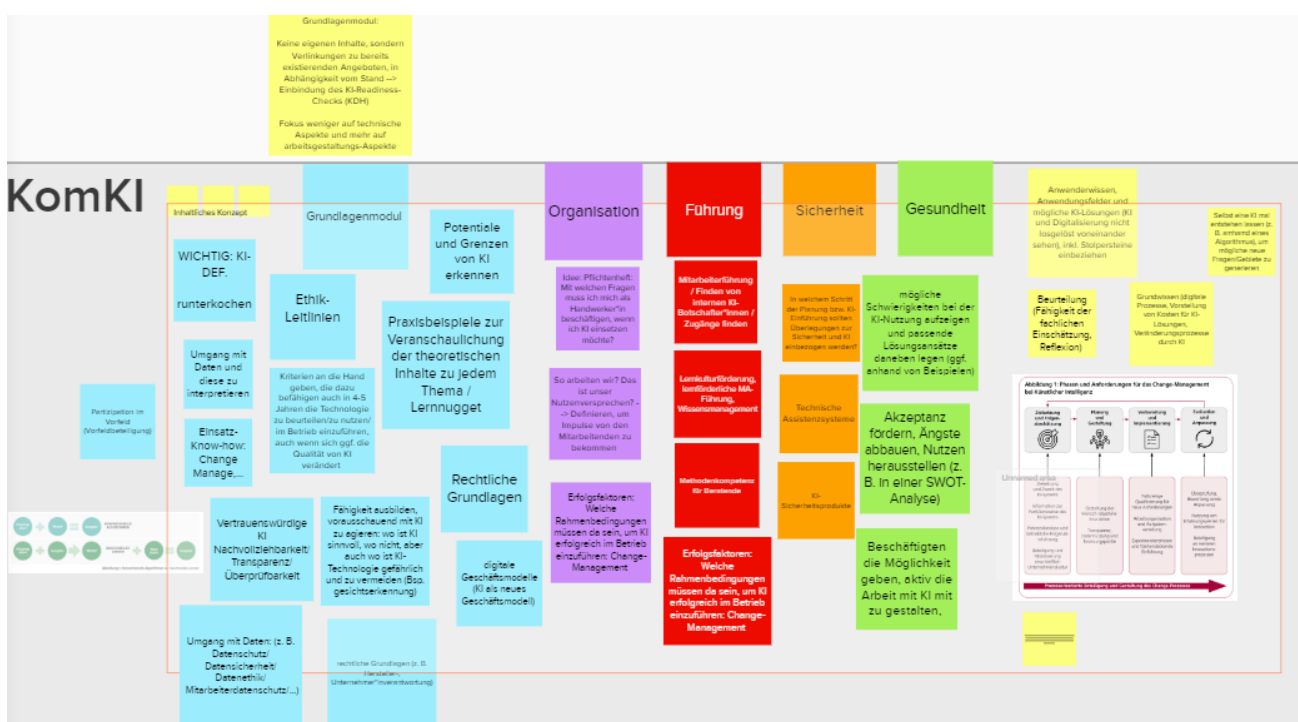 Grundlagenmodul:
Keine eigenen Inhalte, sondern
Verlinkungen zu bereits
existierenden Angeboten, in
Abhängigkeit vom Stand -->
Einbindung des KI-Readiness-
Checks (KDH)
Fokus weniger auf technische
Aspekte und mehr auf
arbeitsgestaltungs-Aspekte
KomKI
Inhaltliches Konzept
Grundlagenmodul
WICHTIG: KI-
DEF.
runterkochen
Umgang mit
Daten und
diese zu
interpretieren
Einsatz-
Know-how:
Change
Manage,...
Partizipation im
Vorfeld
(Vorfeldbeteiligung)
Ethik-
Leitlinien
Kriterien an die Hand
geben, die dazu
befähigen auch in 4-5
Jahren die Technologie
zu beurteilen/zu nutzen/
im Betrieb einzuführen,
auch wenn sich ggf. die
Qualität von KI
verändert
Potentiale
und Grenzen
von KI
erkennen
Praxisbeispiele zur
Veranschaulichung
der theoretischen
Inhalte zu jedem
Thema /
Lernnugget
Rechtliche
Grundlagen
Vertrauenswürdige
KI
Nachvollziehbarkeit/
Transparenz/
Überprüfbarkeit
Fähigkeit ausbilden,
vorausschauend mit KI
zu agieren: wo ist KI
sinnvoll, wo nicht, aber
auch wo ist KI-
Technologie gefährlich
und zu vermeiden (Bsp.
gesichtserkennung)
digitale
Geschäftsmodelle
(KI als neues
Geschäftsmodell)
Umgang mit Daten: (z. B.
Datenschutz/
Datensicherheit/
Datenethik/
Mitarbeiterdatenschutz/...)
rechtliche Grundlagen (z. B.
Hersteller-,
Unternehmer*inverantwortung)
Organisation
Idee: Pflichtenheft:
Mit welchen Fragen
muss ich mich als
Handwerker*in
beschäftigen, wenn
ich KI einsetzen
möchte?
So arbeiten wir? Das
ist unser
Nutzenversprechen? -
-> Definieren, um
Impulse von den
Mitarbeitenden zu
bekommen
Erfolgsfaktoren:
Welche
Rahmenbedingungen
müssen da sein, um KI
erfolgreich im Betrieb
einzuführen: Change-
Management
Führung
Mitarbeiterführung
/ Finden von
internen KI-
Botschafter*innen /
Zugänge finden
Lernkulturförderung,
lernförderliche MA-
Führung,
Wissensmanagement
Methodenkompetenz
für Beratende
Erfolgsfaktoren:
Welche
Rahmenbedingungen
müssen da sein, um KI
erfolgreich im Betrieb
einzuführen: Change-
Management
Sicherheit
In welchem Schritt
der Planung bzw. KI-
Einführung sollten
Überlegungen zur
Sicherheit und KI
einbezogen werden?
Technische
Assistenzsysteme
KI-
Sicherheitsprodukte
Gesundheit
mögliche
Schwierigkeiten bei der
KI-Nutzung aufzeigen
und passende
Lösungsansätze
daneben legen (ggf.
anhand von Beispielen)
Akzeptanz
fördern, Ängste
abbauen, Nutzen
herausstellen (z.
B. in einer SWOT-
Analyse)
Beschäftigten
die Möglichkeit
geben, aktiv die
Arbeit mit KI mit
zu gestalten,
Anwenderwissen,
Anwendungsfelder und
mögliche KI-Lösungen (KI
und Digitalisierung nicht
losgelöst voneinander
sehen), inkl. Stolpersteine
einbeziehen
Selbst eine KI mal
entstehen lassen (z.
B. anhand eines
Algorithmus), um
mögliche neue
Fragen/Gebiete zu
generieren
Beurteilung
(Fähigkeit der
fachlichen
Einschätzung,
Reflexion)
Grundwissen (digitale
Prozesse, Vorstellung
von Kosten für KI-
Lösungen,
Veränderungsprozesse
durch KI
Abbildung 1: Phasen und Anforderungen für das Change-Management
bei Künstlicher Intelligenz
Planung
und
Gestaltung
Evaluation
und
Anpassung
Unnamed area